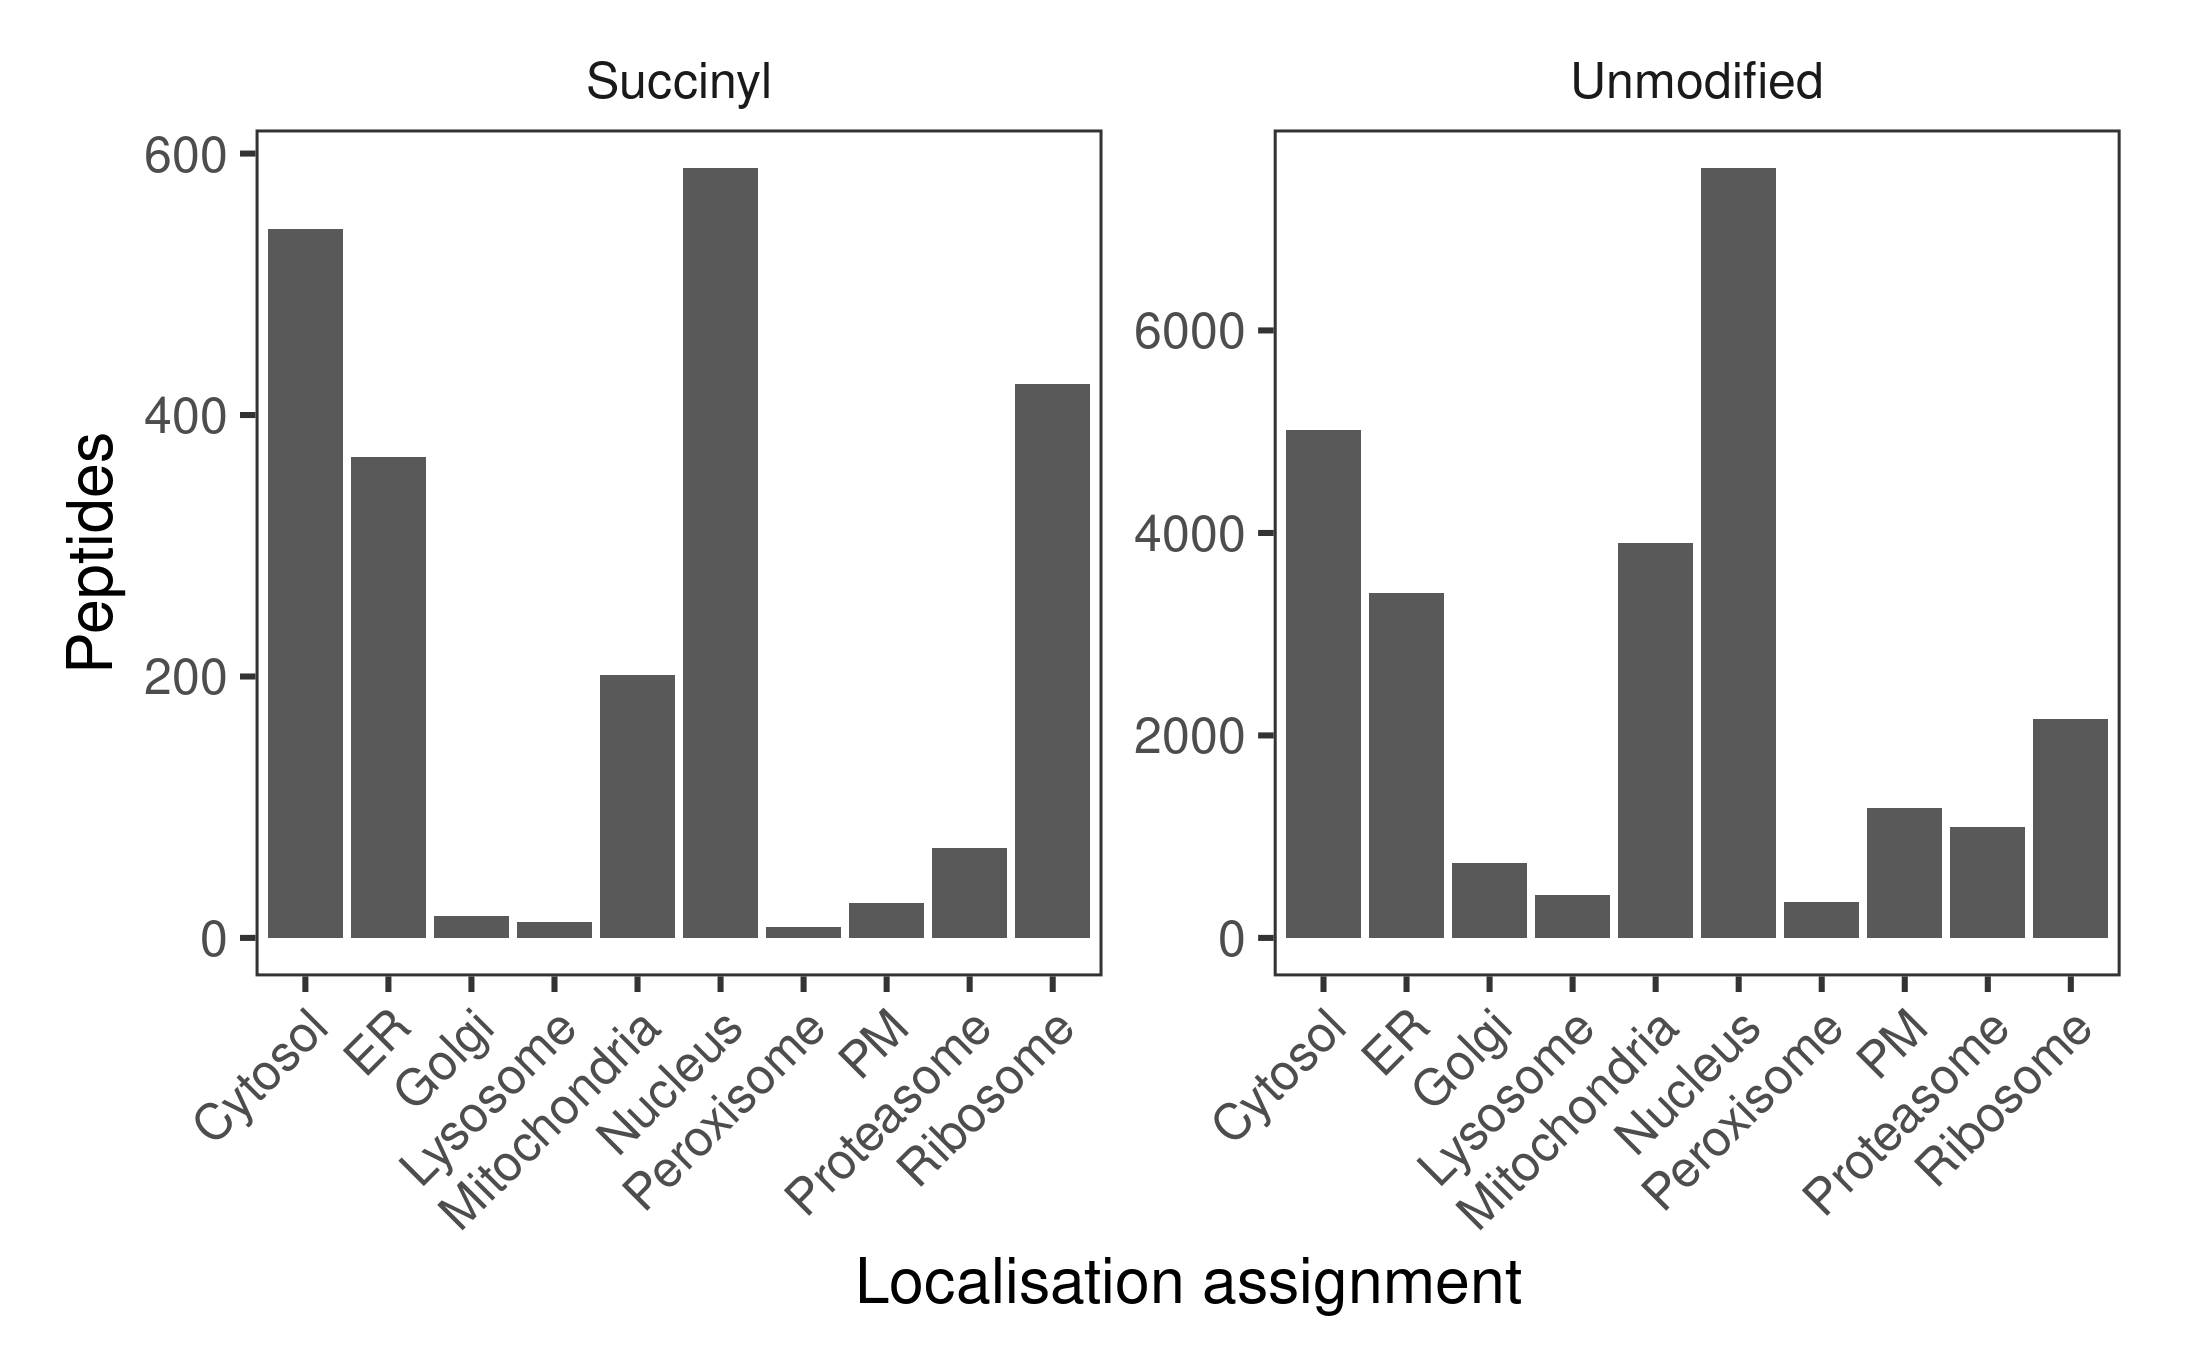 Succinyl
Unmodified
Peptides
600
400
200
0
6000
4000
2000
0
Cytosol
ER
Golgi
Lysosome
Mitochondria
Nucleus
Peroxisome
PM
Proteasome
Ribosome
Cytosol
ER
Golgi
Lysosome
Mitochondria
Nucleus
Peroxisome
PM
Proteasome
Ribosome
Localisation assignment